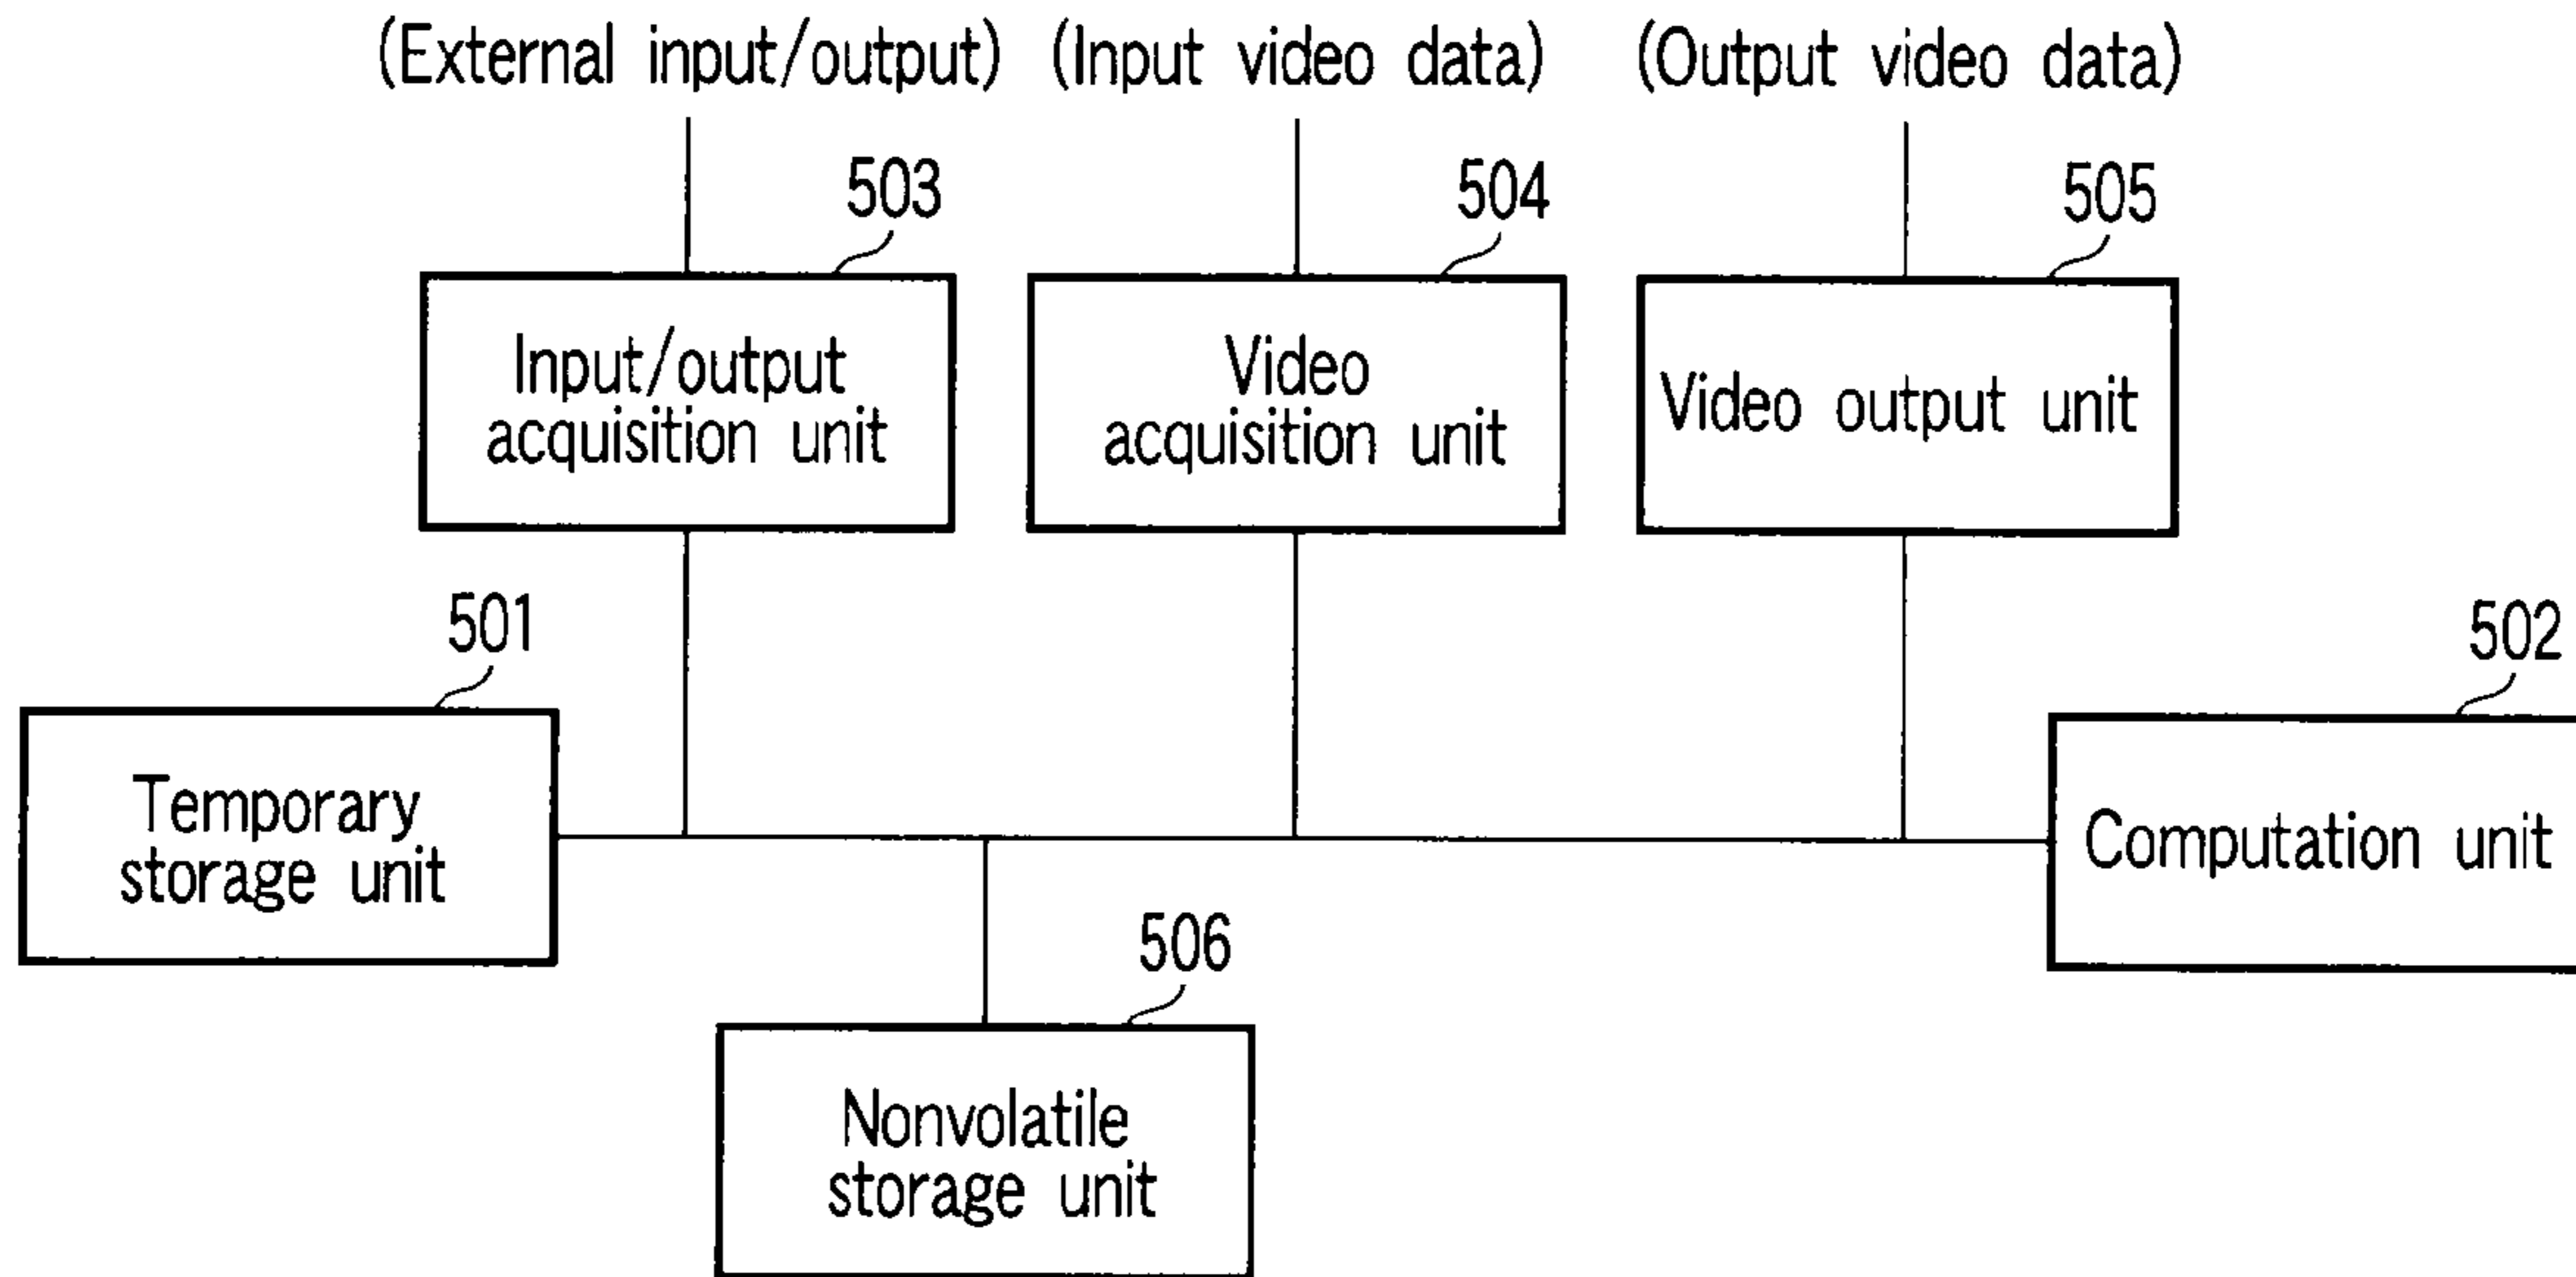 (External input/output) (Input video data) (Output video data)
503
504
505
Input/output
acquisition unit
Video
acquisition unit
Video output unit
501
502
Temporary
storage unit
Computation unit
506
Nonvolatile
storage unit